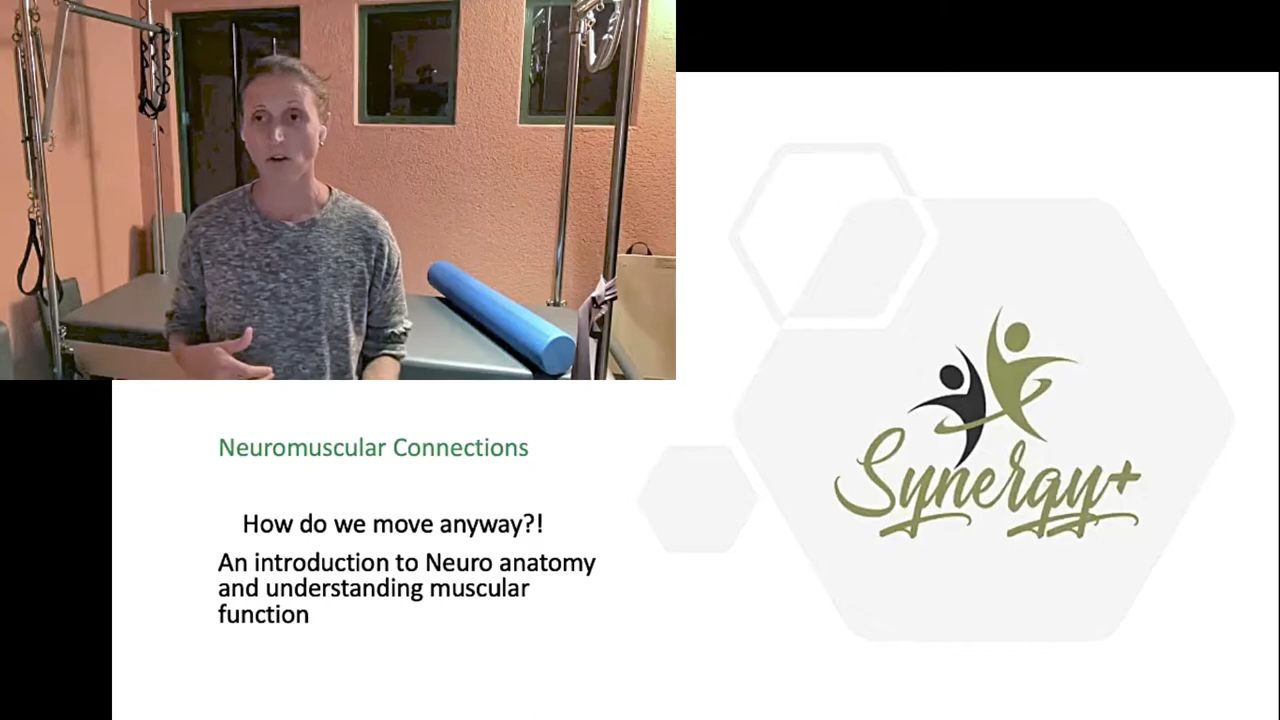 Neuromuscular Connections
How do we move anyway?!
An introduction to Neuro anatomy
and understanding muscular
function
Synergy+